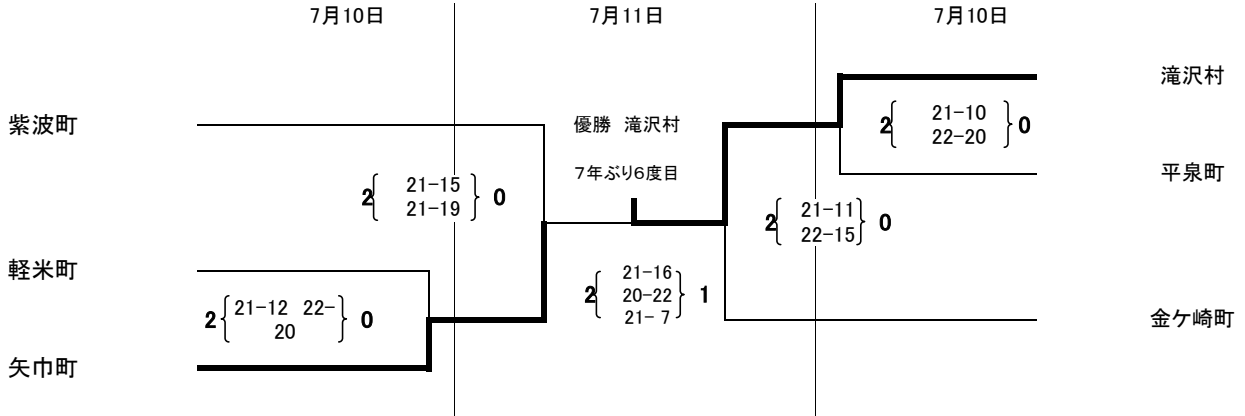 7月10日
7月11日
7月10日
滝沢村
紫波町
優勝 滝沢村
2 21-10 0
22-20
7年ぶり6度目
平泉町
2 21-15 0
21-19
2 21-11 0
22-15
軽米町
2 21-16 1
20-22
21- 7
2 21-12 22- 0
20
金ケ崎町
矢巾町